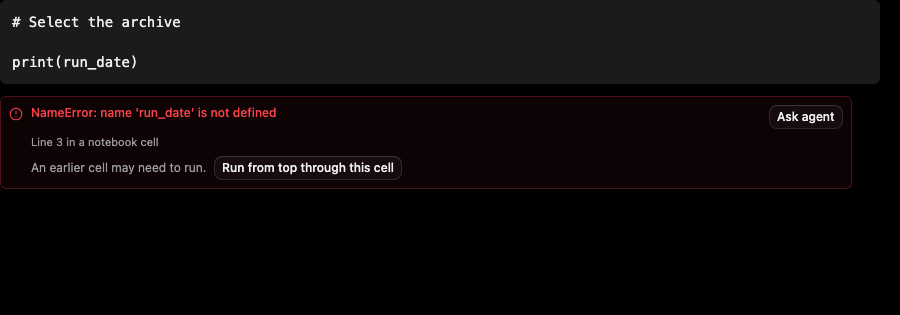 # Select the archive
print(run_date)
NameError: name 'run_date' is not defined
Ask agent
Line 3 in a notebook cell
An earlier cell may need to run. Run from top through this cell